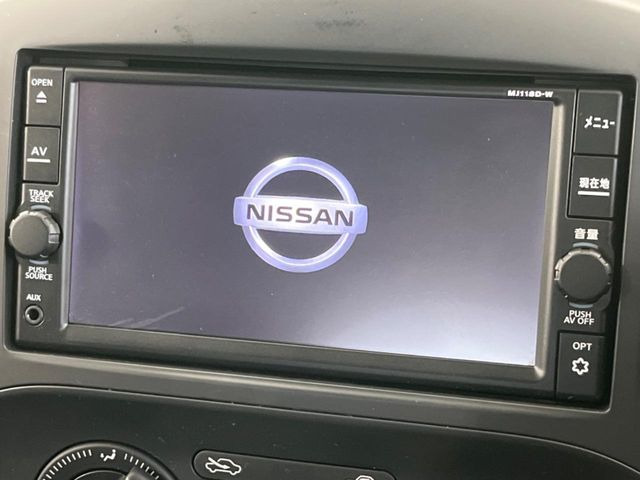 OPEN
MJ118D-W
メニュー
AV
現在地
TRACK
SEEK
NISSAN
音量
PUSH
SOURCE
AUX
PUSH
AV OFF
OPT